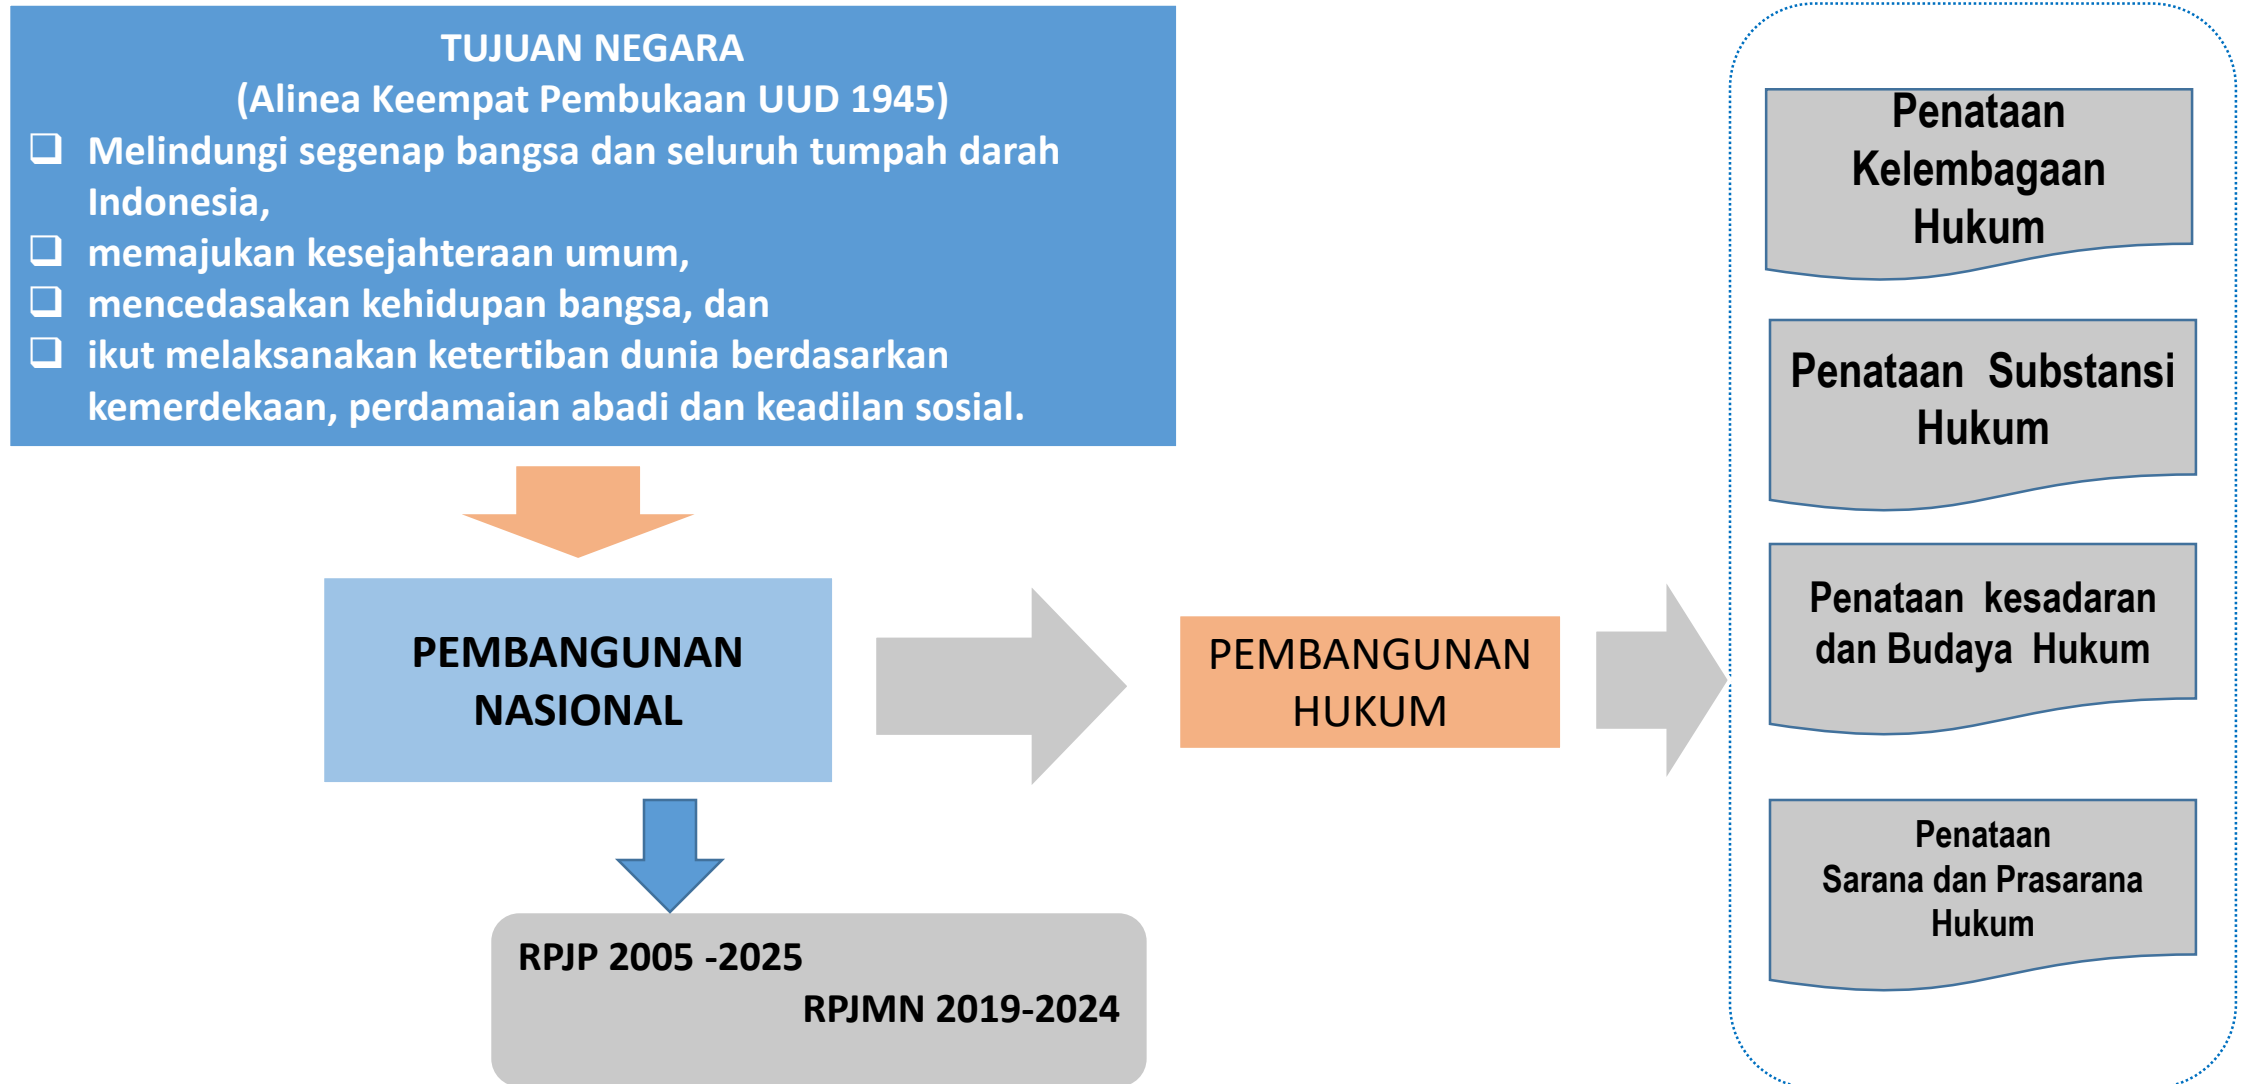 TUJUAN NEGARA
(Alinea Keempat Pembukaan UUD 1945)
Melindungi segenap bangsa dan seluruh tumpah darah
Indonesia,
memajukan kesejahteraan umum,
mencedasakan kehidupan bangsa, dan
ikut melaksanakan ketertiban dunia berdasarkan
kemerdekaan, perdamaian abadi dan keadilan sosial.
PEMBANGUNAN
NASIONAL
RPJP 2005 -2025
RPJMN 2019-2024
PEMBANGUNAN
HUKUM
Penataan
Kelembagaan
Hukum
Penataan Substansi
Hukum
Penataan kesadaran
dan Budaya Hukum
Penataan
Sarana dan Prasarana
Hukum